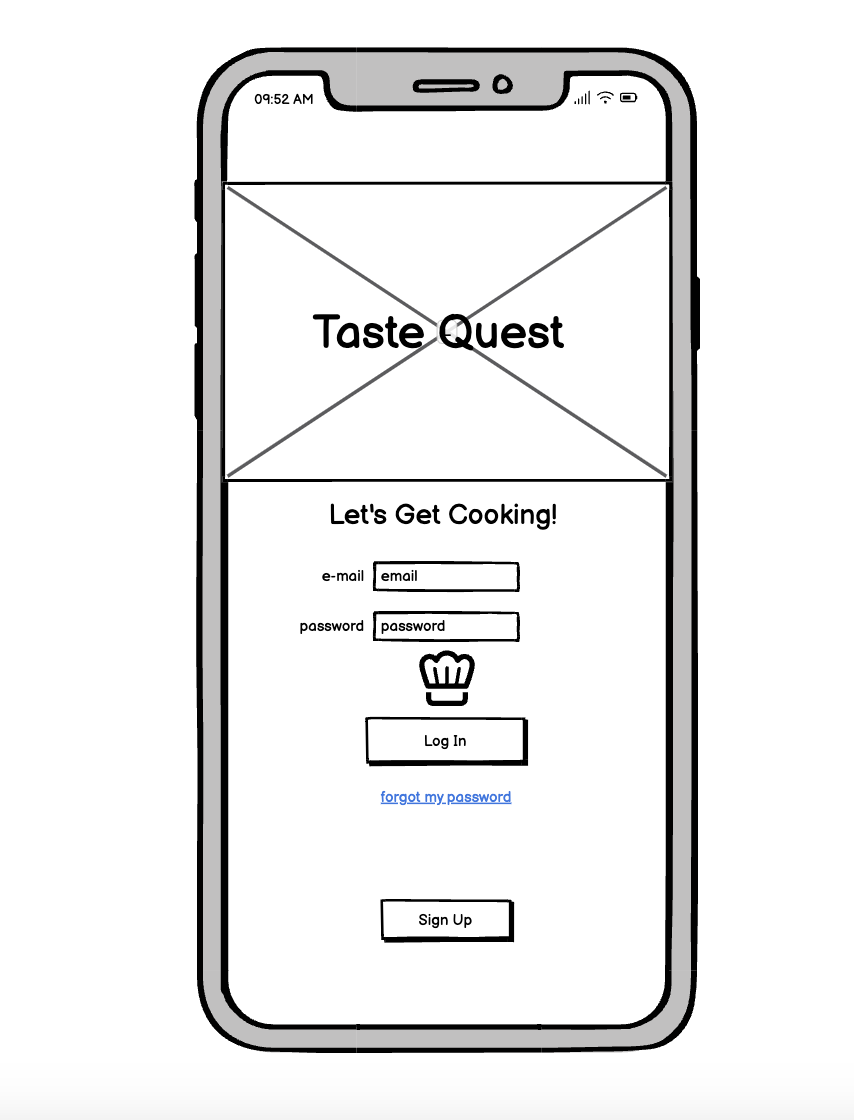 09:52 AM
Taste Quest
Let's Get Cooking!
e-mail email
password password
Log In
forgot my password
Sign Up